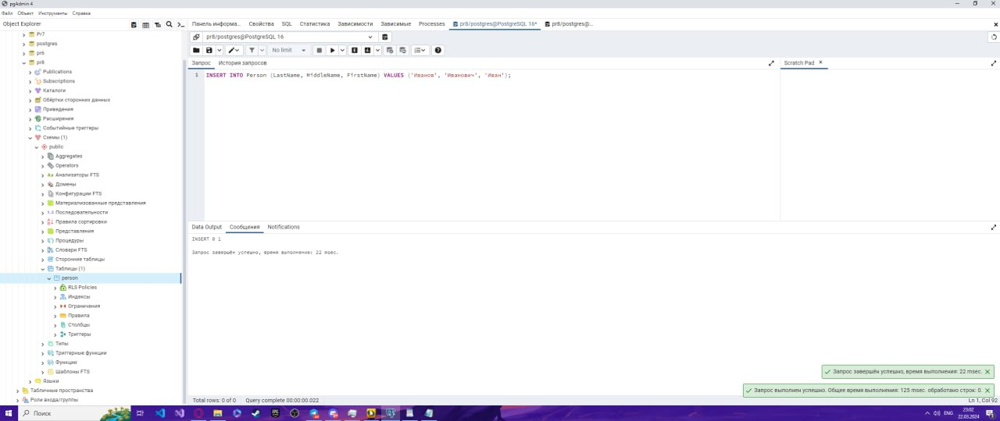 pgAdmin 4
Файл Объект Инструменты Справка
Object Explorer
Панель информа... Свойства SQL Статистика Зависимости Зависимые Processes pr8/postgres@PostgreSQL 16* pr8/postgres@...
Pr7
postgres
pr6
pr8
Publications
Subscriptions
Каталоги
Обёртки сторонних данных
Приведения
Расширения
Событийные триггеры
Схемы (1)
public
Aggregates
Operators
Анализаторы FTS
Домены
Конфигурации FTS
Материализованные представления
1..3 Последовательности
Правила сортировки
Представления
Процедуры
Словари FTS
Сторонние таблицы
Таблицы (1)
person
RLS Policies
Индексы
Ограничения
Правила
Столбцы
Триггеры
Типы
Триггерные функции
Функции
Шаблоны FTS
Языки
Табличные пространства
Роли входа/группы
pr8/postgres@PostgreSQL 16
No limit
Запрос История запросов
Scratch Pad
1 INSERT INTO Person (LastName, MiddleName, FirstName) VALUES ('Иванов', 'Иванович', 'Иван');
Data Output Сообщения Notifications
INSERT 0 1
Запрос завершён успешно, время выполнения: 22 msec.
Запрос завершён успешно, время выполнения: 22 msec.
Запрос выполнен успешно. Общее время выполнения: 125 msec. обработано строк: 0.
Total rows: 0 of 0 Query complete 00:00:00.022
Ln 1, Col 92
Поиск
ENG
23:02
22.03.2024